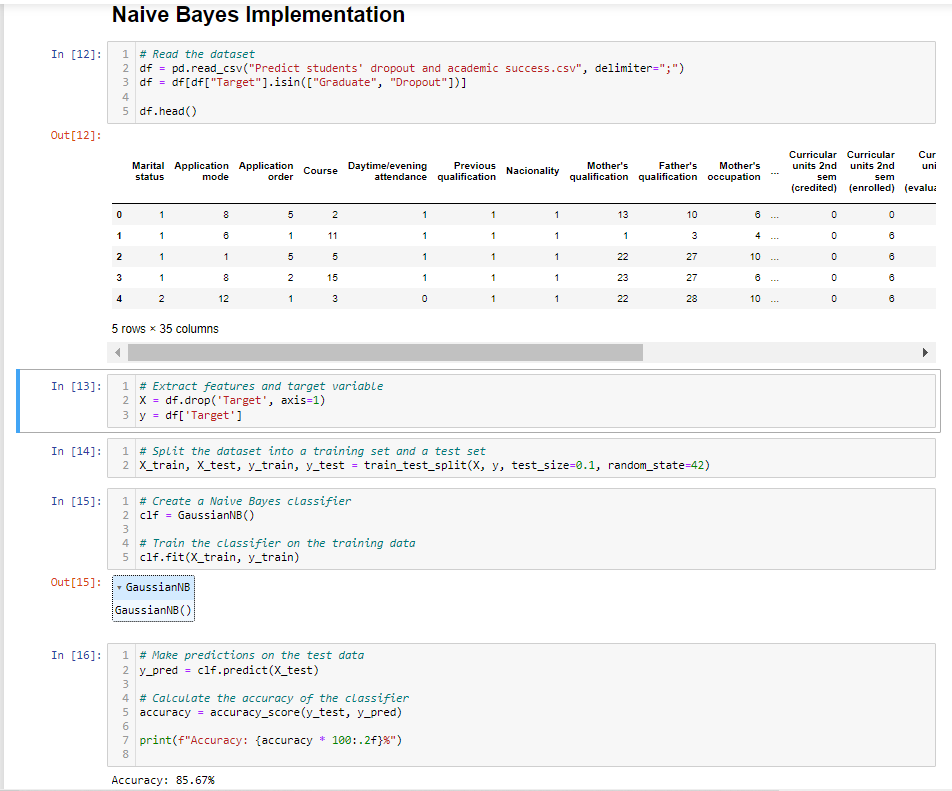 Naive Bayes Implementation
In [12]:
1 # Read the dataset
2 df = pd.read_csv("Predict students' dropout and academic success.csv", delimiter=";")
3 df = df[df["Target"].isin(["Graduate", "Dropout"])]
4
5 df.head()
Out[12]:
Marital status Application mode Application order Course Daytime/evening attendance Previous qualification Nacionality Mother's qualification Father's qualification Mother's occupation ... Curricular units 2nd sem (credited) Curricular units 2nd sem (enrolled) Cur uni (evalua
0 1 8 5 2 1 1 1 13 10 6 ... 0 0
1 1 6 1 11 1 1 1 1 3 4 ... 0 6
2 1 1 5 5 1 1 1 22 27 10 ... 0 6
3 1 8 2 15 1 1 1 23 27 6 ... 0 6
4 2 12 1 3 0 1 1 22 28 10 ... 0 6
5 rows × 35 columns
In [13]:
1 # Extract features and target variable
2 X = df.drop('Target', axis=1)
3 y = df['Target']
In [14]:
1 # Split the dataset into a training set and a test set
2 X_train, X_test, y_train, y_test = train_test_split(X, y, test_size=0.1, random_state=42)
In [15]:
1 # Create a Naive Bayes classifier
2 clf = GaussianNB()
3
4 # Train the classifier on the training data
5 clf.fit(X_train, y_train)
Out[15]:
▾ GaussianNB
GaussianNB()
In [16]:
1 # Make predictions on the test data
2 y_pred = clf.predict(X_test)
3
4 # Calculate the accuracy of the classifier
5 accuracy = accuracy_score(y_test, y_pred)
6
7 print(f"Accuracy: {accuracy * 100:.2f}%")
8
Accuracy: 85.67%